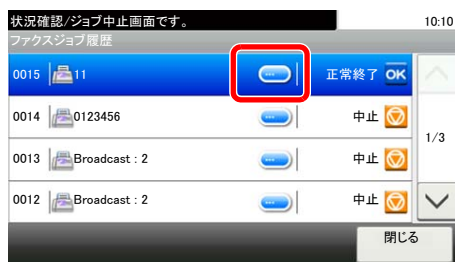 状況確認/ジョブ中止画面です。 10:10
ファクスジョブ履歴
0015 11 正常終了 OK
0014 0123456 中止
1/3
0013 Broadcast : 2 中止
0012 Broadcast : 2 中止
閉じる